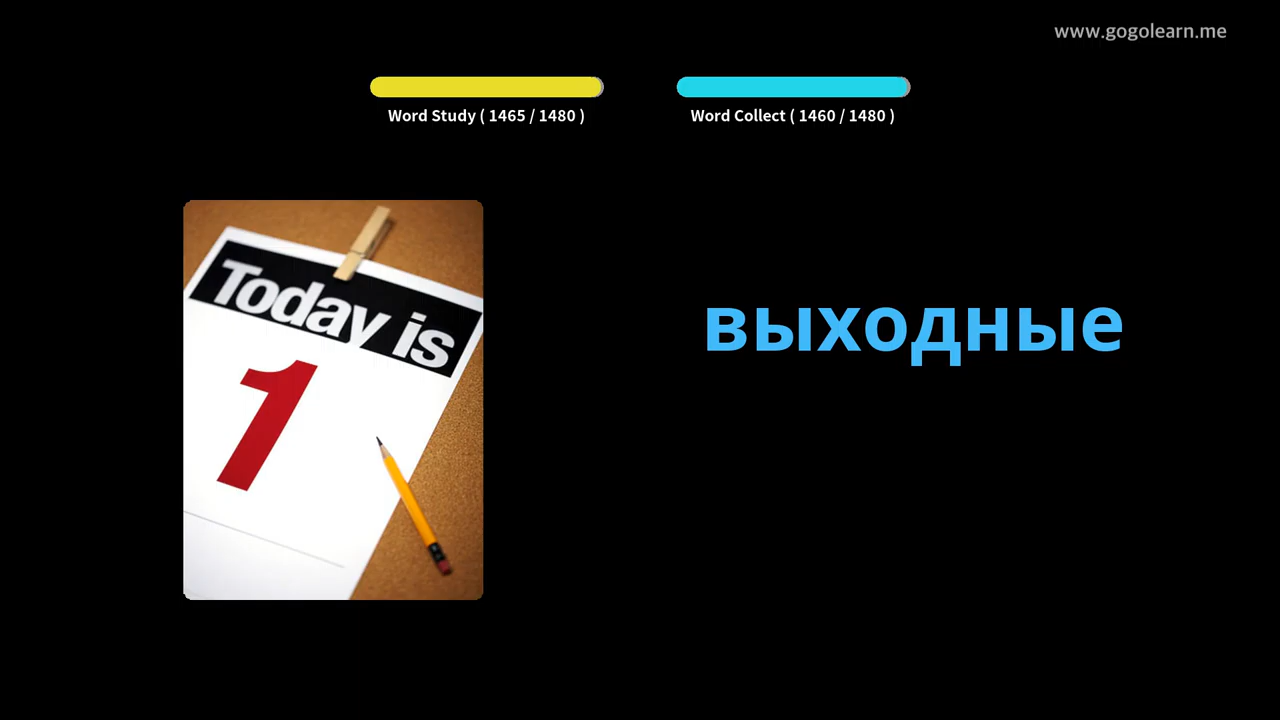 www.gogolearn.me
Word Study ( 1465 / 1480 )
Word Collect ( 1460 / 1480 )
Today is
1
выходные